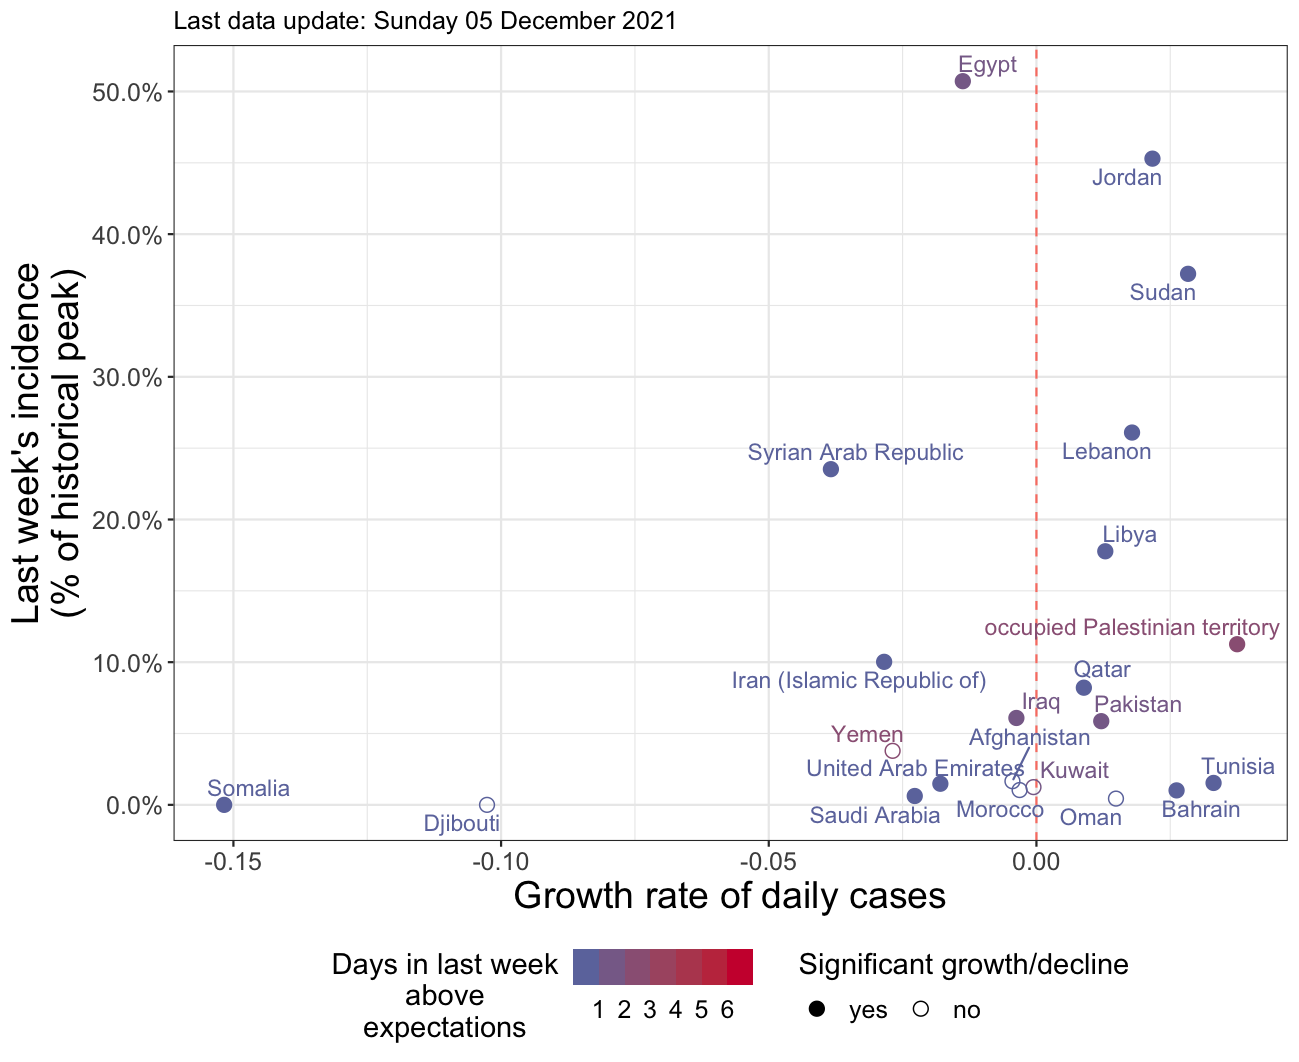 Last data update: Sunday 05 December 2021
Last week's incidence
(% of historical peak)
50.0%
40.0%
30.0%
20.0%
10.0%
0.0%
Egypt
Jordan
Sudan
Lebanon
Syrian Arab Republic
Libya
occupied Palestinian territory
Qatar
Iran (Islamic Republic of)
Iraq
Pakistan
Yemen
Afghanistan
United Arab Emirates
Kuwait
Tunisia
Somalia
Saudi Arabia
Morocco
Oman
Bahrain
Djibouti
-0.15
-0.10
-0.05
0.00
Growth rate of daily cases
Days in last week
above
expectations
1 2 3 4 5 6
Significant growth/decline
yes
no